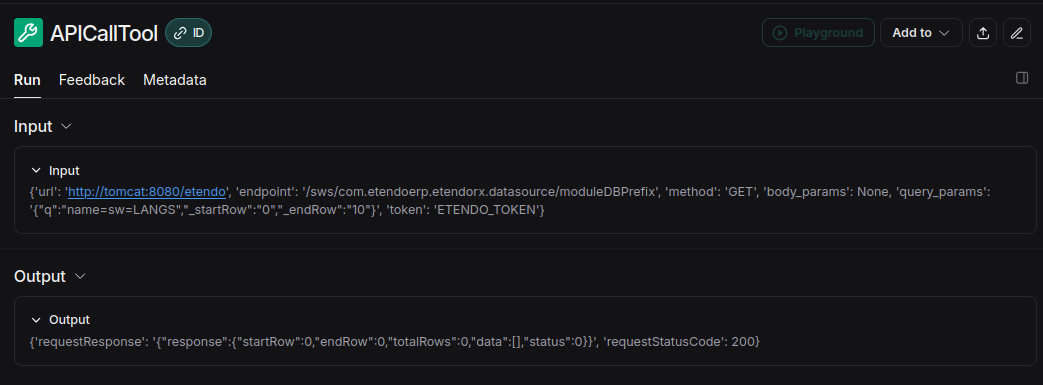 APICallTool ID Playground Add to
Run Feedback Metadata
Input
Input
{'url': 'http://tomcat:8080/etendo', 'endpoint': '/sws/com.etendoerp.etendorx.datasource/moduleDBPrefix', 'method': 'GET', 'body_params': None, 'query_params':
'{"q":"name=sw=LANGS","_startRow":"0","_endRow":"10"}', 'token': 'ETENDO_TOKEN'}
Output
Output
{'requestResponse': '{"response":{"startRow":0,"endRow":0,"totalRows":0,"data":[],"status":0}}', 'requestStatusCode': 200}